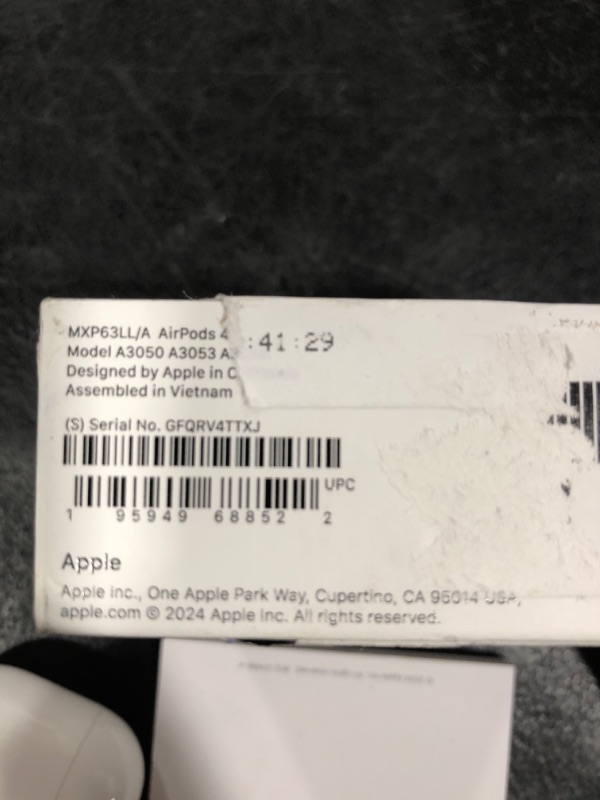 MXP63LL/A AirPods 4
:41:29
Model A3050 A3053 A
Designed by Apple in C
Assembled in Vietnam
(S) Serial No. GFQRV4TTXJ
UPC
1 95949 68852 2
Apple
Apple Inc., One Apple Park Way, Cupertino, CA 95014 USA,
apple.com © 2024 Apple Inc. All rights reserved.